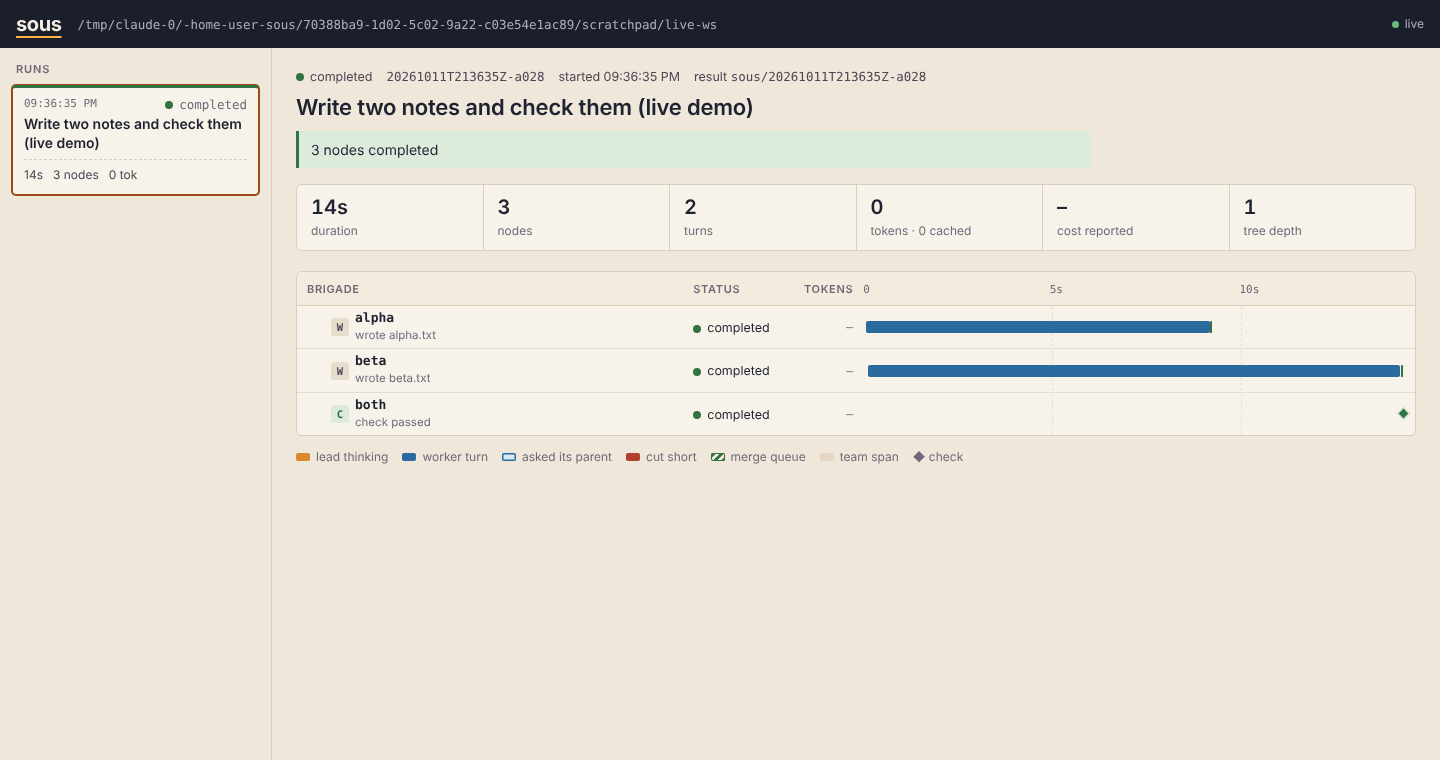 sous /tmp/claude-0/-home-user-sous/70388ba9-1d02-5c02-9a22-c03e54e1ac89/scratchpad/live-ws live
RUNS
09:36:35 PM completed
Write two notes and check them
(live demo)
14s 3 nodes 0 tok
completed 20261011T213635Z-a028 started 09:36:35 PM result sous/20261011T213635Z-a028
Write two notes and check them (live demo)
3 nodes completed
14s 3 2 0 – 1
duration nodes turns tokens · 0 cached cost reported tree depth
BRIGADE STATUS TOKENS 0 5s 10s
W alpha completed –
wrote alpha.txt
W beta completed –
wrote beta.txt
C both completed –
check passed
lead thinking worker turn asked its parent cut short merge queue team span check